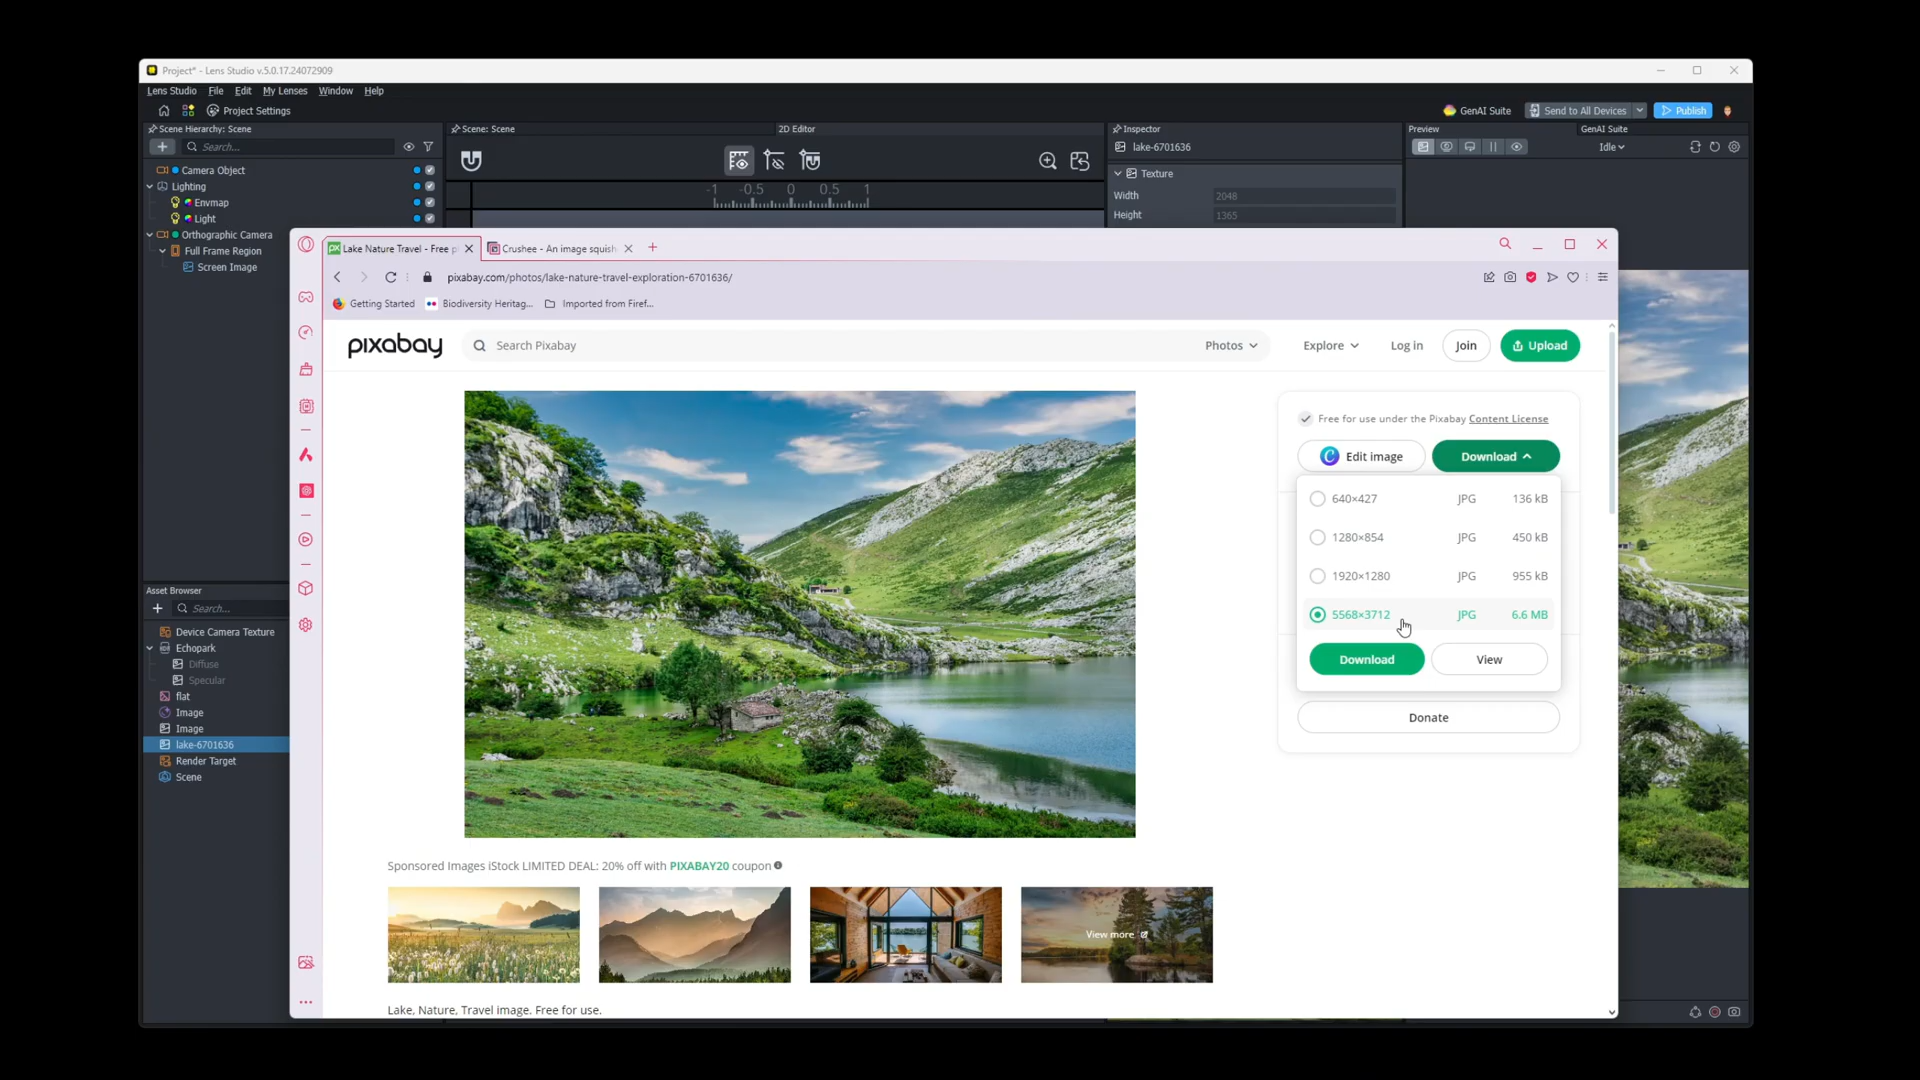 Project* - Lens Studio v.5.0.17.24072909
Lens Studio File Edit My Lenses Window Help
Project Settings
GenAI Suite
Send to All Devices
Publish
Scene Hierarchy: Scene
Search...
Camera Object
Lighting
Envmap
Light
Orthographic Camera
Full Frame Region
Screen Image
Scene: Scene
2D Editor
-1 -0.5 0 0.5 1
Inspector
lake-6701636
Texture
Width 2048
Height 1365
Preview
GenAI Suite
Idle
Asset Browser
Search...
Device Camera Texture
Echopark
Diffuse
Specular
flat
Image
Image
lake-6701636
Render Target
Scene
Lake Nature Travel - Free p
Crushee - An image squish
pixabay.com/photos/lake-nature-travel-exploration-6701636/
Getting Started
Biodiversity Heritag...
Imported from Firef...
pixabay
Search Pixabay
Photos
Explore
Log in
Join
Upload
Free for use under the Pixabay Content License
Edit image
Download
640×427 JPG 136 kB
1280×854 JPG 450 kB
1920×1280 JPG 955 kB
5568×3712 JPG 6.6 MB
Download
View
Donate
Sponsored Images iStock LIMITED DEAL: 20% off with PIXABAY20 coupon
View more
Lake, Nature, Travel image. Free for use.